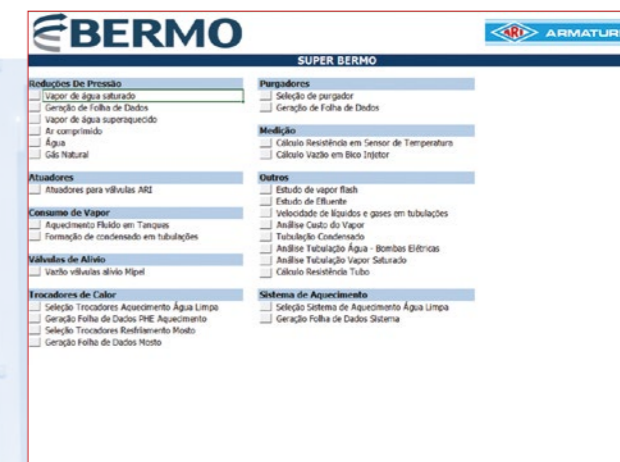 BERMO
ARI ARMATUR
SUPER BERMO
Reduções De Pressão
Vapor de água saturado
Geração de Folha de Dados
Vapor de água superaquecido
Ar comprimido
Água
Gás Natural
Atuadores
Atuadores para válvulas ARI
Consumo de Vapor
Aquecimento Fluido em Tanques
Formação de condensado em tubulações
Válvulas de Alívio
Vazão válvulas alívio Mipel
Trocadores de Calor
Seleção Trocadores Aquecimento Água Limpa
Geração Folha de Dados PHE Aquecimento
Seleção Trocadores Resfriamento Mosto
Geração Folha de Dados Mosto
Purgadores
Seleção de purgador
Geração de Folha de Dados
Medição
Cálculo Resistência em Sensor de Temperatura
Cálculo Vazão em Bico Injetor
Outros
Estudo de vapor flash
Estudo de Efluente
Velocidade de líquidos e gases em tubulações
Análise Custo do Vapor
Tubulação Condensado
Análise Tubulação Água - Bombas Elétricas
Análise Tubulação Vapor Saturado
Cálculo Resistência Tubo
Sistema de Aquecimento
Seleção Sistema de Aquecimento Água Limpa
Geração Folha de Dados Sistema